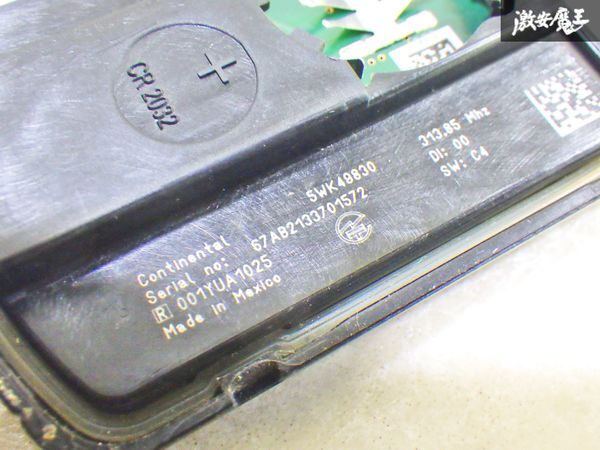 激安魔王
CR 2032
+
Continental 5WK49830 313,85 Mhz
Serial no: 67AB2133701572 DI: 00
R 001YUA1025 SW: C4
Made in Mexico